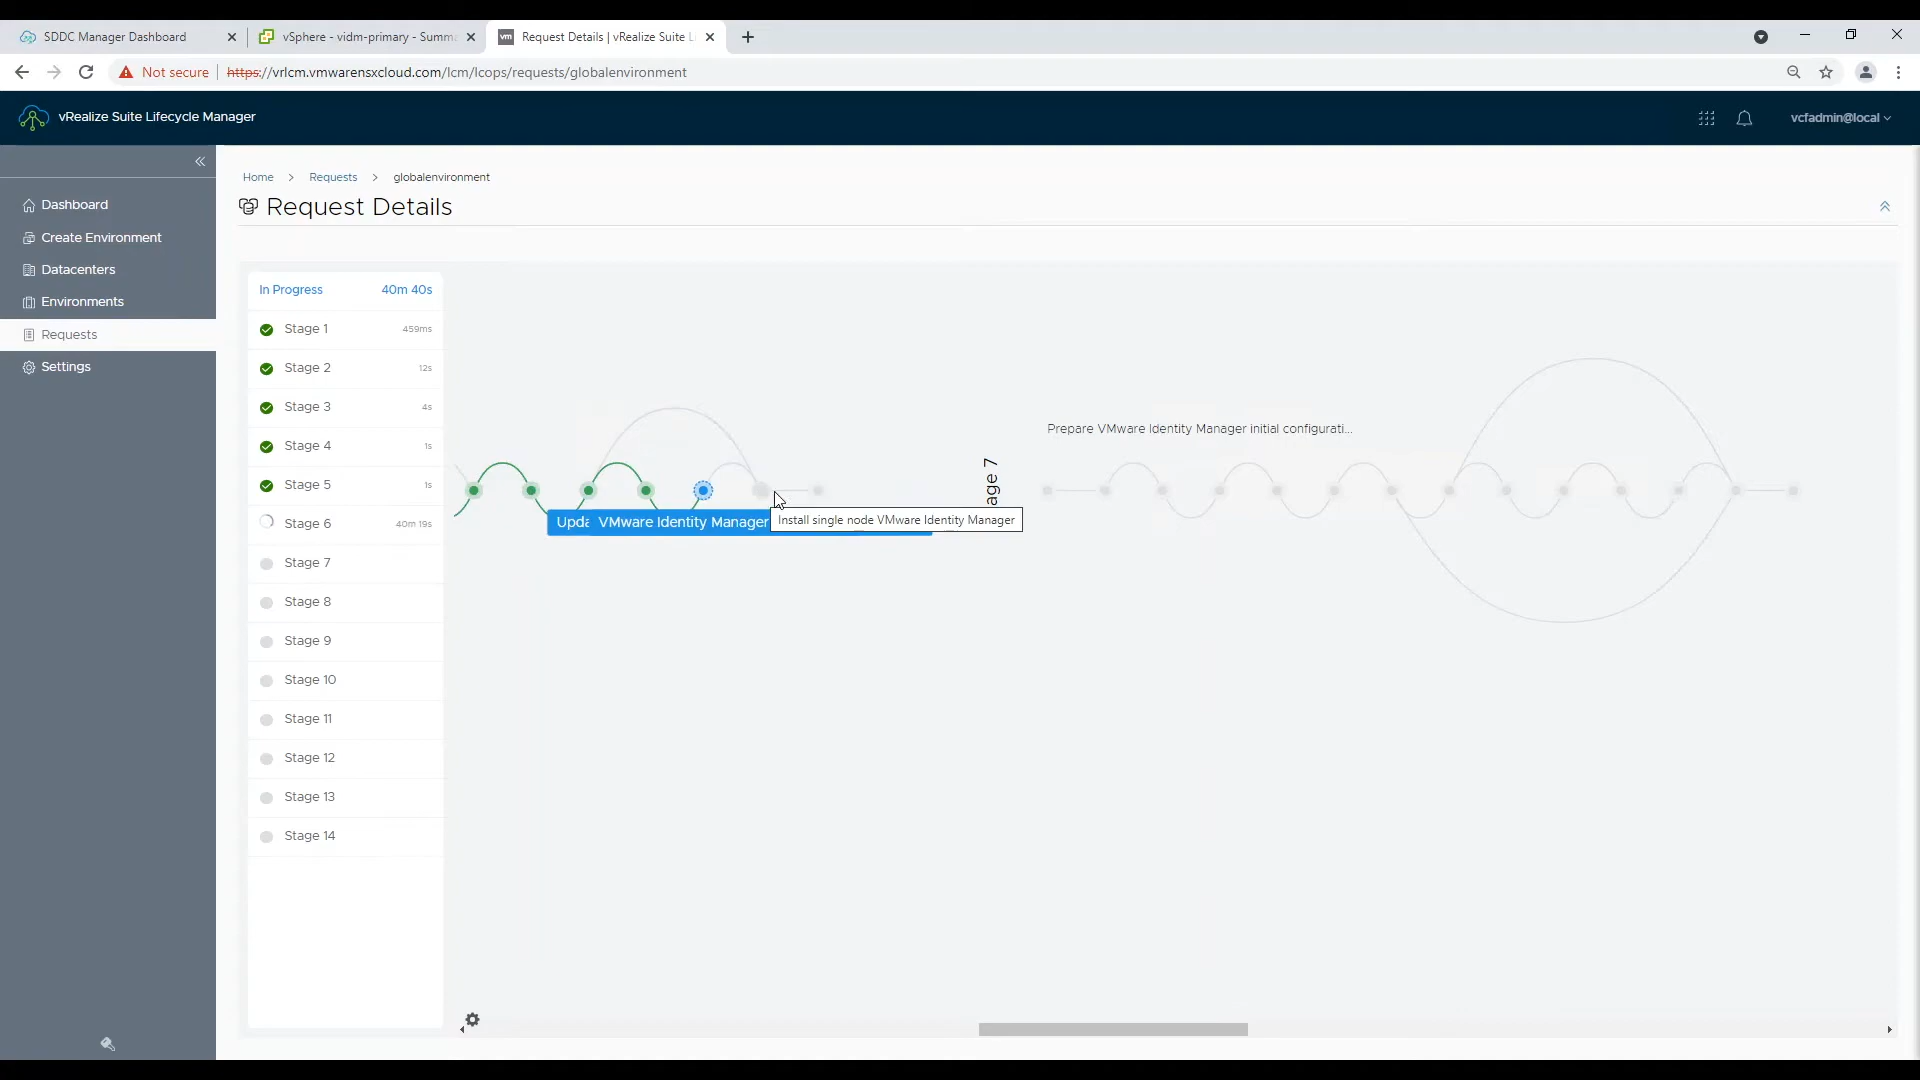 SDDC Manager Dashboard
vSphere - vidm-primary - Summa
vm Request Details | vRealize Suite L
Not secure https://vrlcm.vmwarensxcloud.com/lcm/lcops/requests/globalenvironment
vRealize Suite Lifecycle Manager
vcfadmin@local
Dashboard
Create Environment
Datacenters
Environments
Requests
Settings
Home > Requests > globalenvironment
Request Details
In Progress 40m 40s
Stage 1 459ms
Stage 2 12s
Stage 3 4s
Stage 4 1s
Stage 5 1s
Stage 6 40m 19s
Stage 7
Stage 8
Stage 9
Stage 10
Stage 11
Stage 12
Stage 13
Stage 14
Upda VMware Identity Manager
Install single node VMware Identity Manager
age 7
Prepare VMware Identity Manager initial configurati...